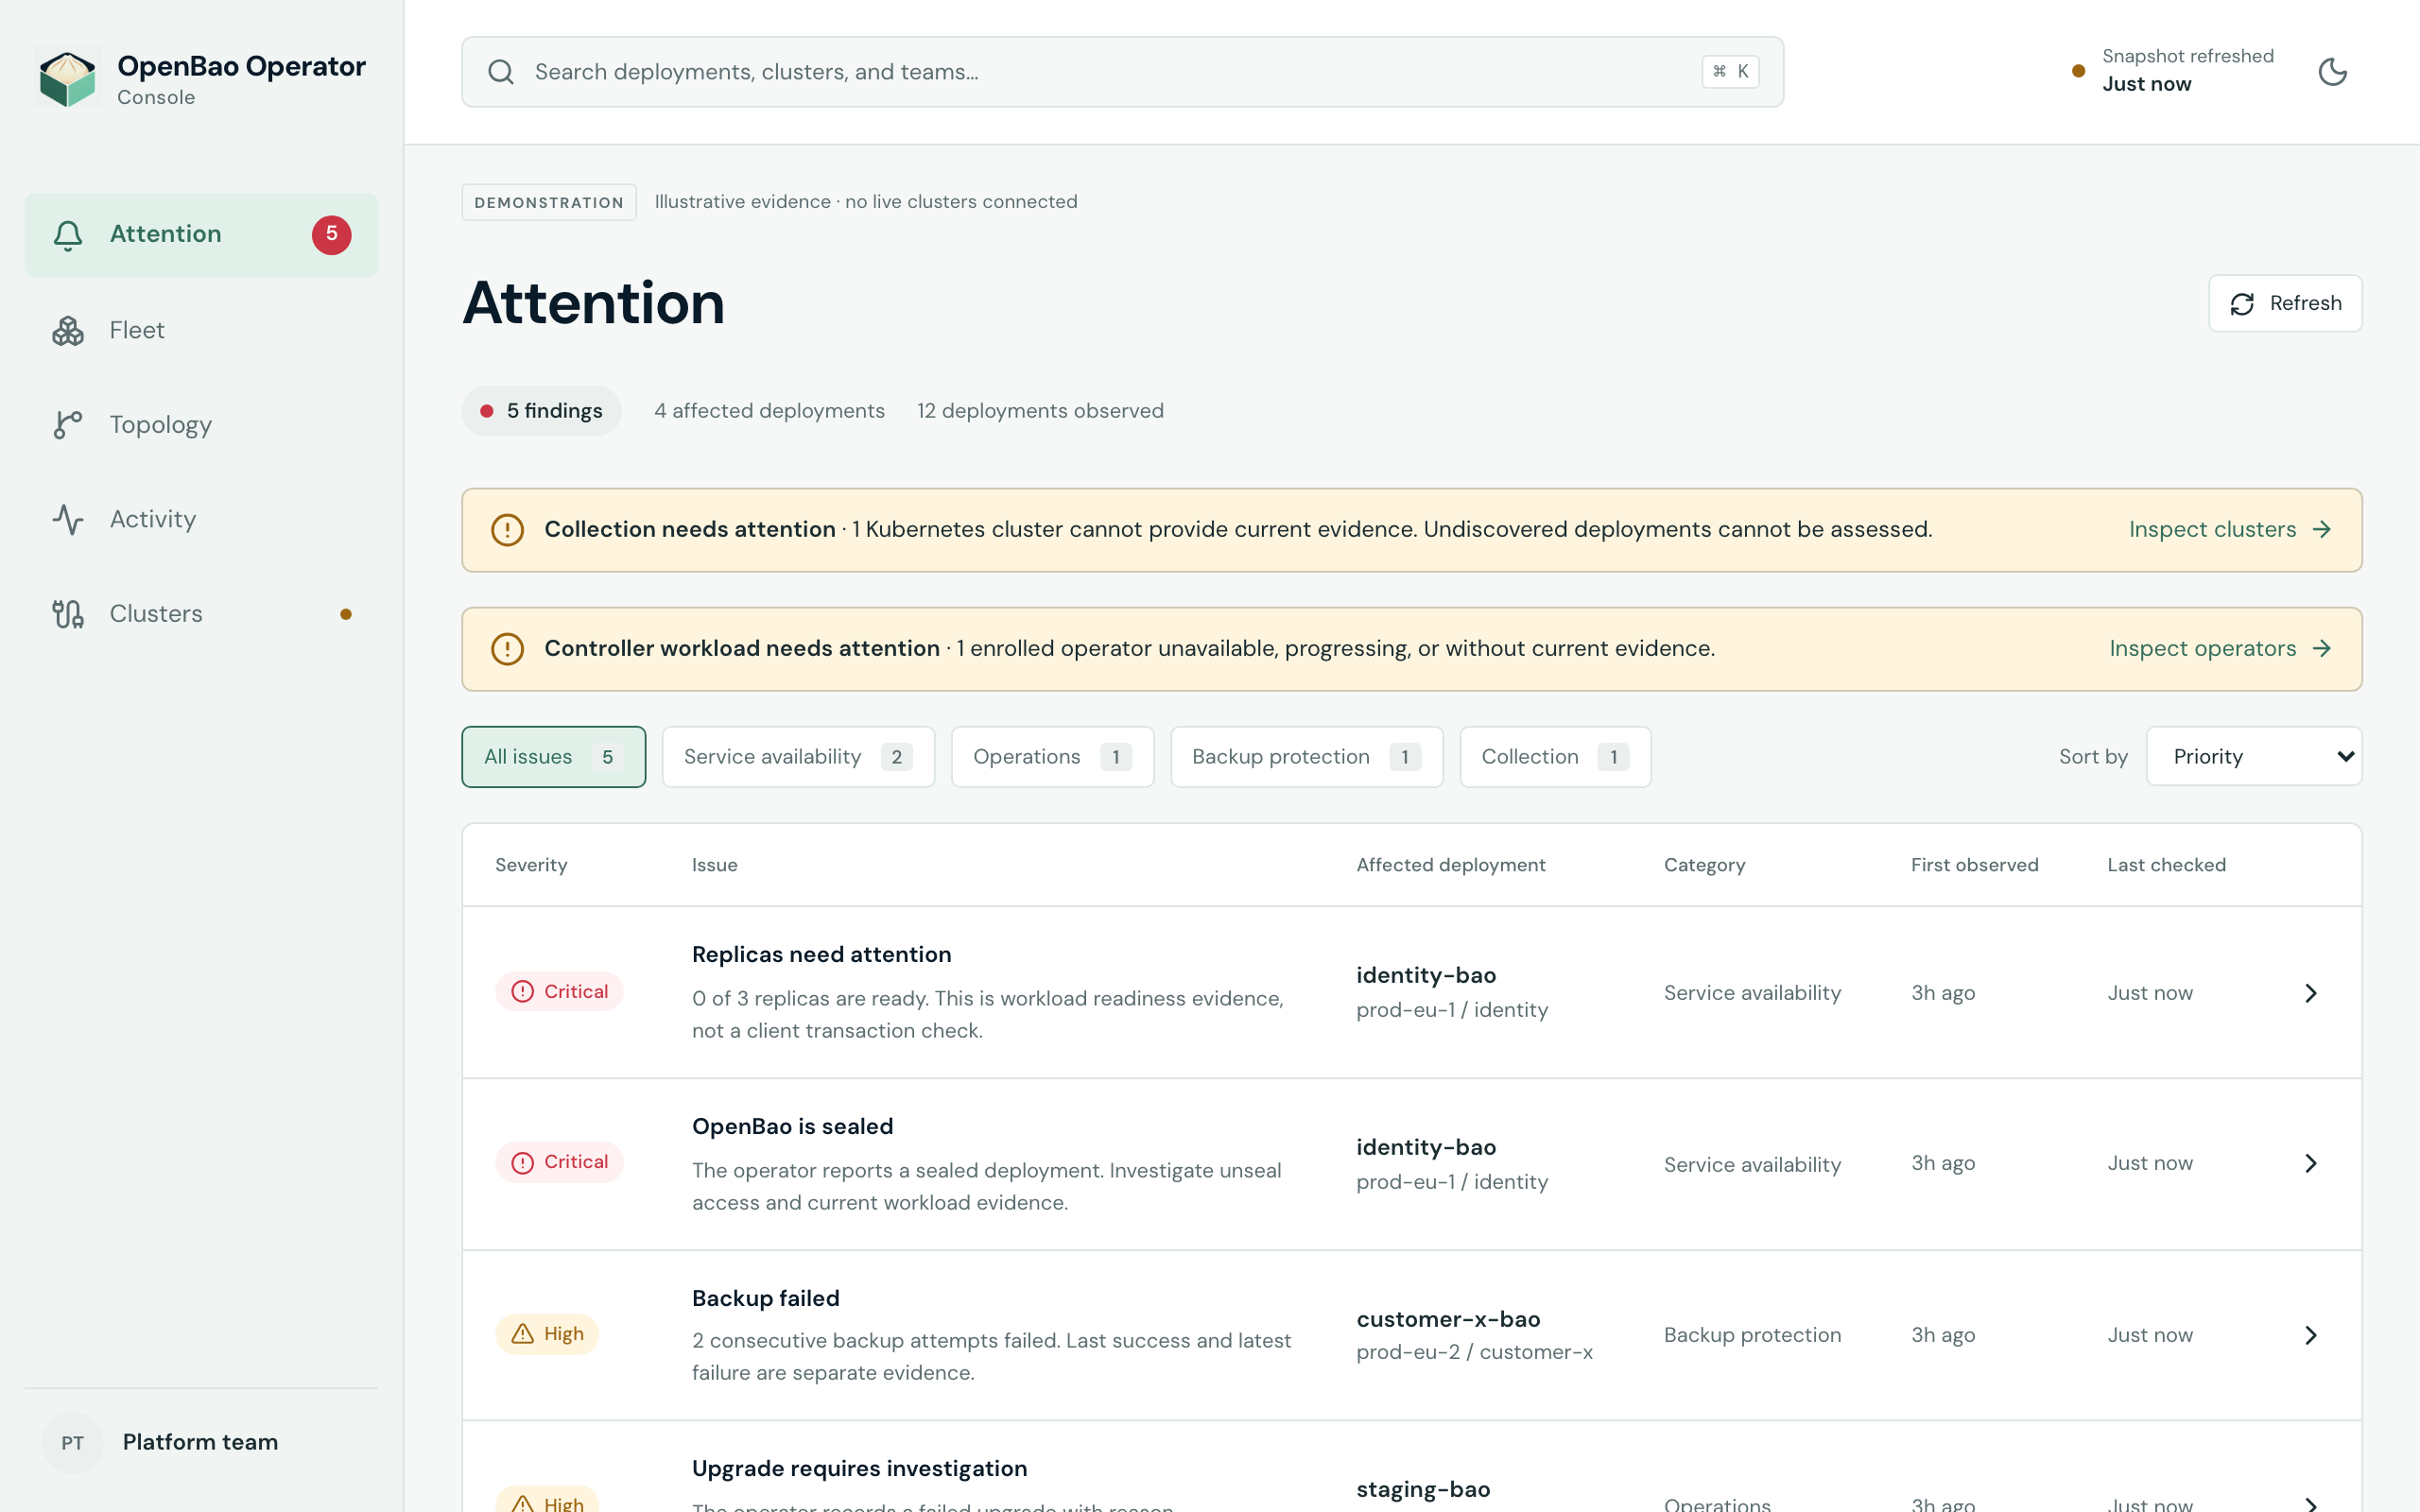 OpenBao Operator
Console
Search deployments, clusters, and teams...
⌘ K
Snapshot refreshed
Just now
Attention
5
Fleet
Topology
Activity
Clusters
PT
Platform team
DEMONSTRATION
Illustrative evidence · no live clusters connected
Attention
Refresh
5 findings
4 affected deployments
12 deployments observed
Collection needs attention · 1 Kubernetes cluster cannot provide current evidence. Undiscovered deployments cannot be assessed.
Inspect clusters →
Controller workload needs attention · 1 enrolled operator unavailable, progressing, or without current evidence.
Inspect operators →
All issues 5
Service availability 2
Operations 1
Backup protection 1
Collection 1
Sort by
Priority
Severity
Issue
Affected deployment
Category
First observed
Last checked
Critical
Replicas need attention
0 of 3 replicas are ready. This is workload readiness evidence,
not a client transaction check.
identity-bao
prod-eu-1 / identity
Service availability
3h ago
Just now
Critical
OpenBao is sealed
The operator reports a sealed deployment. Investigate unseal
access and current workload evidence.
identity-bao
prod-eu-1 / identity
Service availability
3h ago
Just now
High
Backup failed
2 consecutive backup attempts failed. Last success and latest
failure are separate evidence.
customer-x-bao
prod-eu-2 / customer-x
Backup protection
3h ago
Just now
High
Upgrade requires investigation
The operator records a failed upgrade with reason
staging-bao
Operations
3h ago
Just now